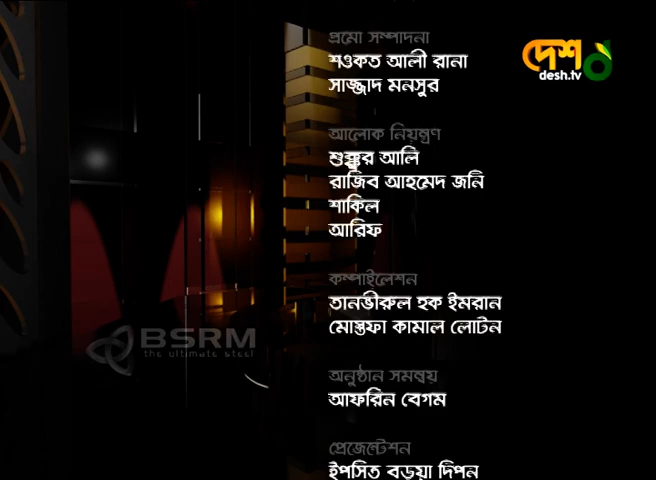 প্রমো সম্পাদনা
শওকত আলী রানা
সাজ্জাদ মনসুর
দেশ
desh.tv
আলোক নিয়ন্ত্রণ
শুক্কুর আলি
রাজিব আহমেদ জনি
শাকিল
আরিফ
কম্পাইলেশন
তানভীরুল হক ইমরান
মোস্তফা কামাল লোটন
BSRM
the ultimate steel
অনুষ্ঠান সমন্বয়
আফরিন বেগম
প্রেজেন্টেশন
ইপসিত বড়ুয়া দিপন